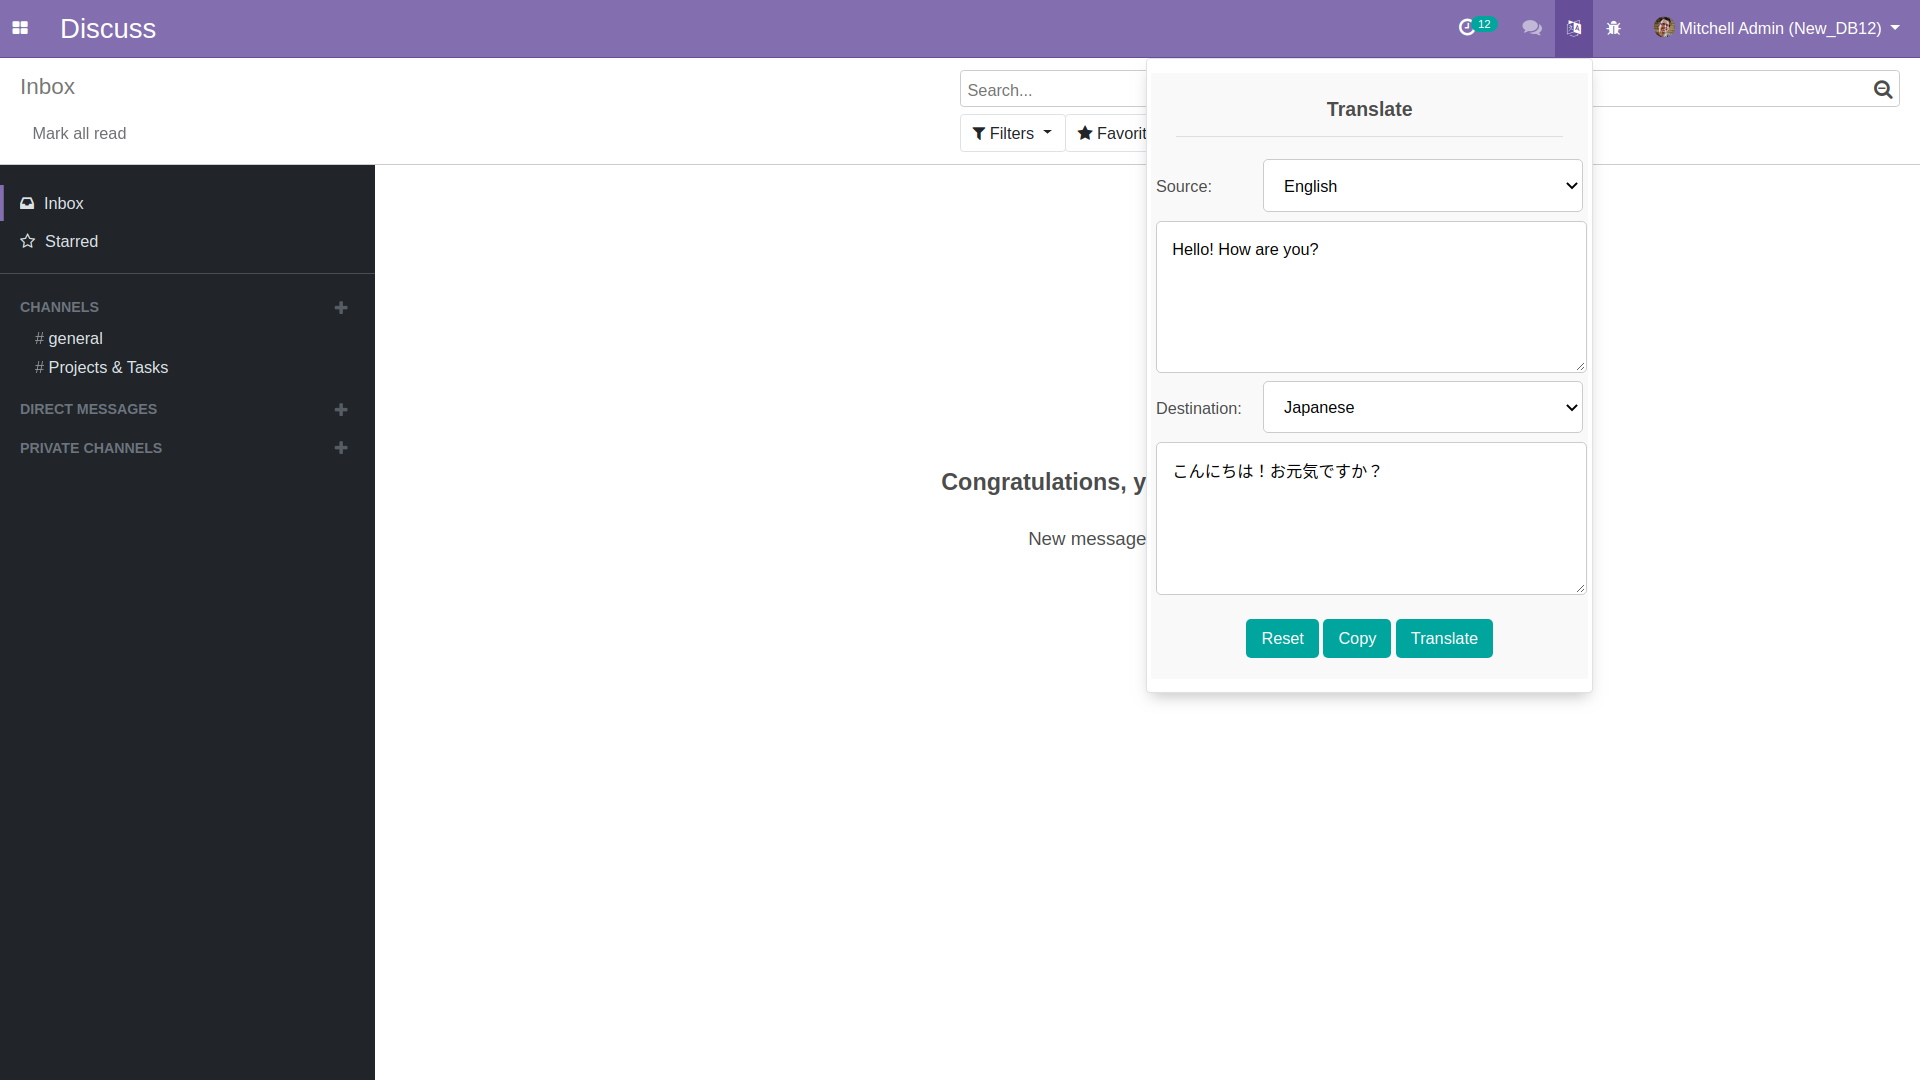 Discuss
12
Mitchell Admin (New_DB12)
Inbox
Search...
Mark all read
Filters
Favorit
Translate
Source:
English
Hello! How are you?
Destination:
Japanese
こんにちは！お元気ですか？
Reset
Copy
Translate
Inbox
Starred
CHANNELS
# general
# Projects & Tasks
DIRECT MESSAGES
PRIVATE CHANNELS
Congratulations, y
New message